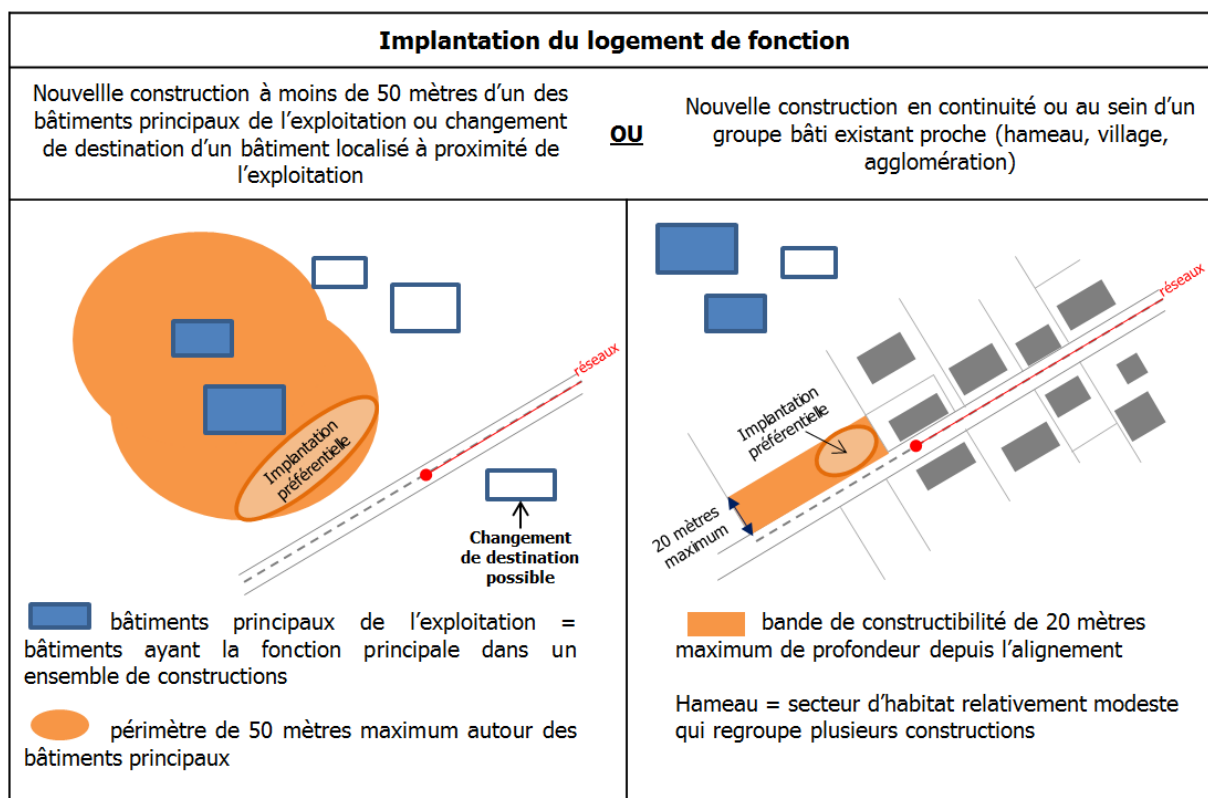 Implantation du logement de fonction
Nouvellle construction à moins de 50 mètres d'un des
bâtiments principaux de l'exploitation ou changement
de destination d'un bâtiment localisé à proximité de
l'exploitation
OU
Nouvelle construction en continuité ou au sein d'un
groupe bâti existant proche (hameau, village,
agglomération)
réseaux
Implantation
préférentielle
Changement
de destination
possible
bâtiments principaux de l'exploitation =
bâtiments ayant la fonction principale dans un
ensemble de constructions
périmètre de 50 mètres maximum autour des
bâtiments principaux
réseaux
Implantation
préférentielle
20 mètres
maximum
bande de constructibilité de 20 mètres
maximum de profondeur depuis l'alignement
Hameau = secteur d'habitat relativement modeste
qui regroupe plusieurs constructions